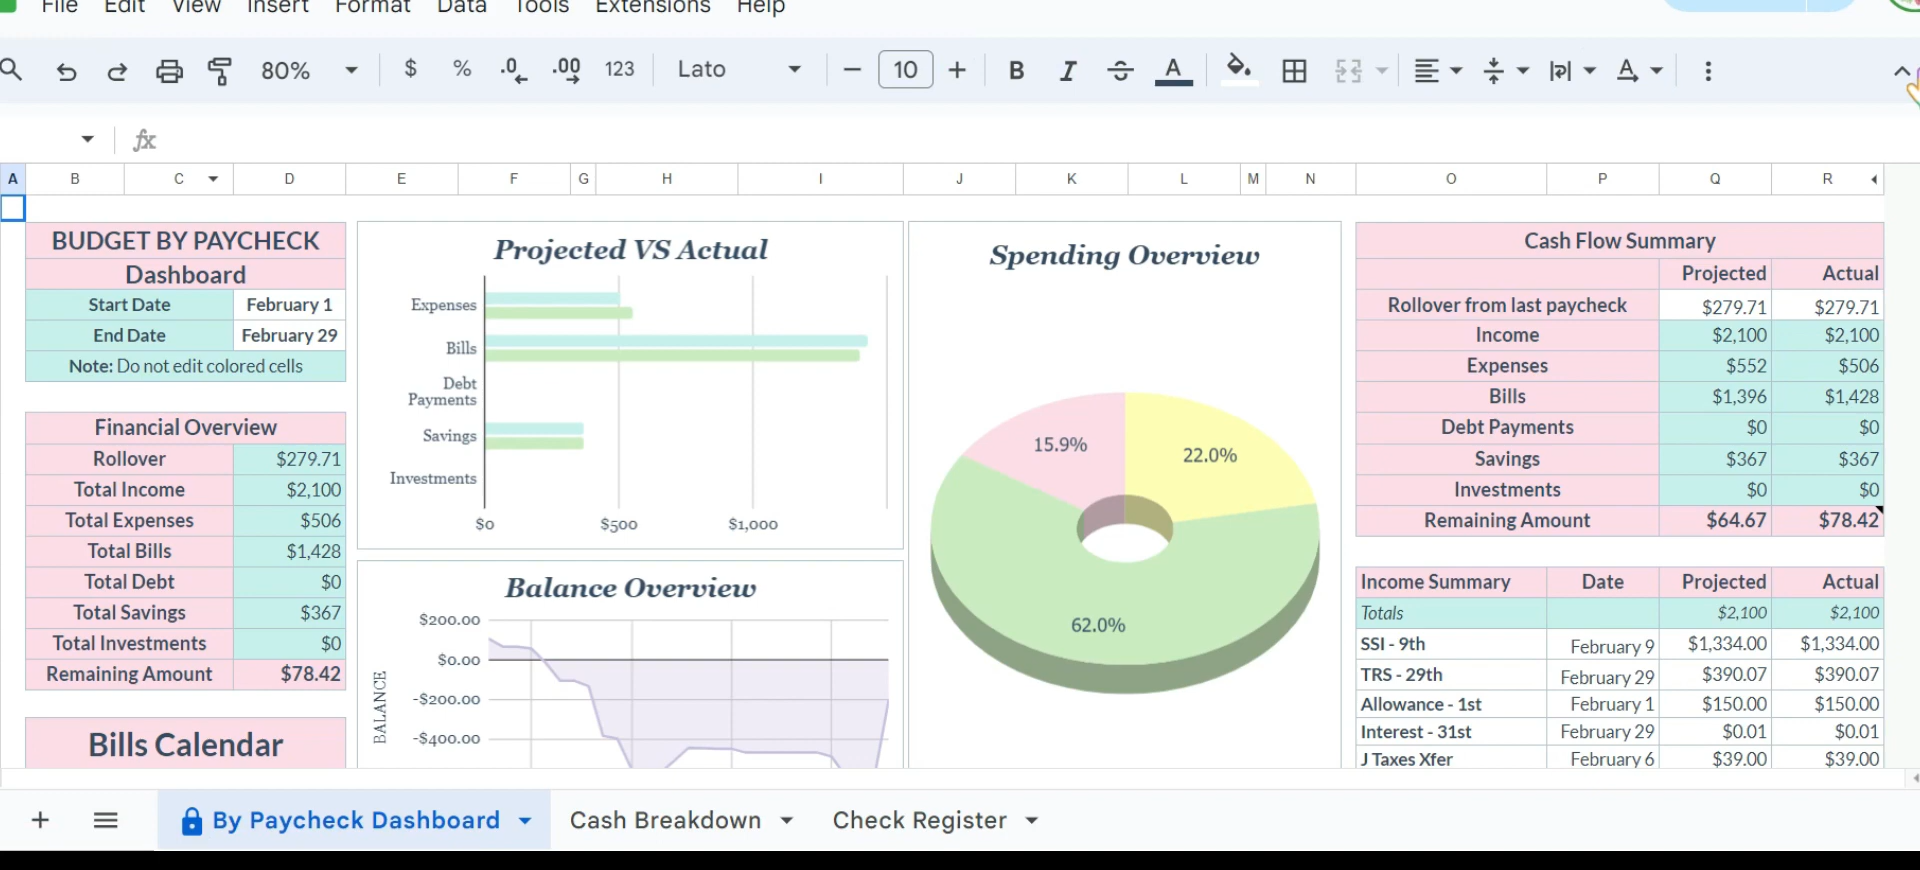 File Edit View Insert Format Data Tools Extensions Help
80% $ % .0 .00 123 Lato 10 B I A
fx
A B C D E F G H I J K L M N O P Q R
BUDGET BY PAYCHECK
Dashboard
Start Date February 1
End Date February 29
Note: Do not edit colored cells
Financial Overview
Rollover $279.71
Total Income $2,100
Total Expenses $506
Total Bills $1,428
Total Debt $0
Total Savings $367
Total Investments $0
Remaining Amount $78.42
Bills Calendar
Projected VS Actual
Expenses
Bills
Debt
Payments
Savings
Investments
$0 $500 $1,000
Balance Overview
$200.00
$0.00
-$200.00
-$400.00
BALANCE
Spending Overview
15.9%
22.0%
62.0%
Cash Flow Summary
Projected Actual
Rollover from last paycheck $279.71 $279.71
Income $2,100 $2,100
Expenses $552 $506
Bills $1,396 $1,428
Debt Payments $0 $0
Savings $367 $367
Investments $0 $0
Remaining Amount $64.67 $78.42
Income Summary Date Projected Actual
Totals $2,100 $2,100
SSI - 9th February 9 $1,334.00 $1,334.00
TRS - 29th February 29 $390.07 $390.07
Allowance - 1st February 1 $150.00 $150.00
Interest - 31st February 29 $0.01 $0.01
J Taxes Xfer February 6 $39.00 $39.00
By Paycheck Dashboard Cash Breakdown Check Register